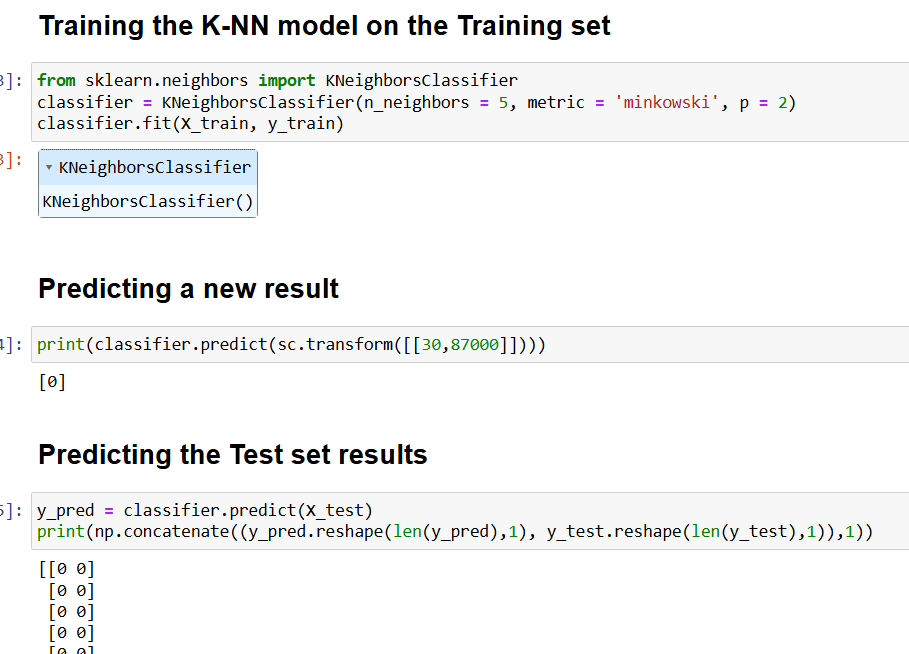 Training the K-NN model on the Training set
]: from sklearn.neighbors import KNeighborsClassifier
classifier = KNeighborsClassifier(n_neighbors = 5, metric = 'minkowski', p = 2)
classifier.fit(X_train, y_train)
]: ▾ KNeighborsClassifier
KNeighborsClassifier()
Predicting a new result
4]: print(classifier.predict(sc.transform([[30,87000]])))
[0]
Predicting the Test set results
5]: y_pred = classifier.predict(X_test)
print(np.concatenate((y_pred.reshape(len(y_pred),1), y_test.reshape(len(y_test),1)),1))
[[0 0]
[0 0]
[0 0]
[0 0]
[0 0]